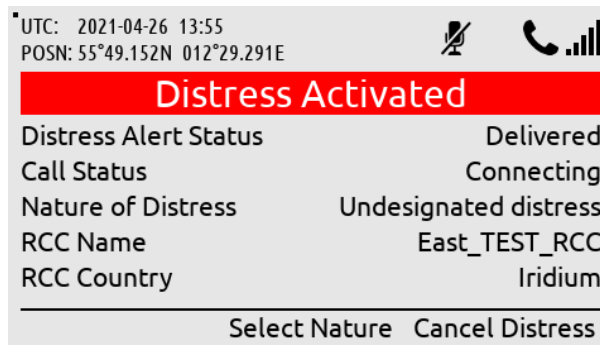 UTC: 2021-04-26 13:55
POSN: 55°49.152N 012°29.291E
Distress Activated
Distress Alert Status Delivered
Call Status Connecting
Nature of Distress Undesignated distress
RCC Name East_TEST_RCC
RCC Country Iridium
Select Nature Cancel Distress